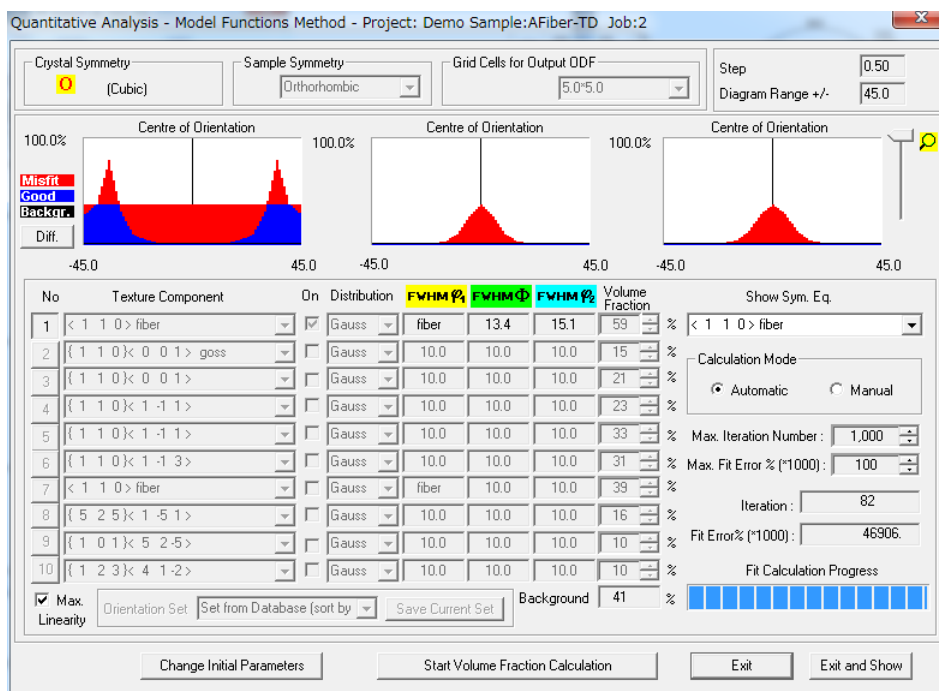 Quantitative Analysis - Model Functions Method - Project: Demo Sample:AFiber-TD Job:2
Crystal Symmetry
O (Cubic)
Sample Symmetry
Orthorhombic
Grid Cells for Output ODF
5.0*5.0
Step 0.50
Diagram Range +/- 45.0
Centre of Orientation Centre of Orientation Centre of Orientation
100.0% 100.0% 100.0%
Misfit
Good
Backgr.
Diff.
-45.0 45.0 -45.0 45.0 -45.0 45.0
No Texture Component On Distribution FWHM φ1 FWHM Φ FWHM φ2 Volume Fraction Show Sym. Eq.
1 < 1 1 0> fiber Gauss fiber 13.4 15.1 59 % < 1 1 0> fiber
2 { 1 1 0}< 0 0 1> goss Gauss 10.0 10.0 10.0 15 %
3 { 1 1 0}< 0 0 1> Gauss 10.0 10.0 10.0 21 %
4 { 1 1 0}< 1 -1 1> Gauss 10.0 10.0 10.0 23 %
5 { 1 1 0}< 1 -1 1> Gauss 10.0 10.0 10.0 33 %
6 { 1 1 0}< 1 -1 3> Gauss 10.0 10.0 10.0 31 %
7 < 1 1 0> fiber Gauss fiber 10.0 10.0 39 %
8 { 5 2 5}< 1 -5 1> Gauss 10.0 10.0 10.0 16 %
9 { 1 0 1}< 5 2-5> Gauss 10.0 10.0 10.0 10 %
10 { 1 2 3}< 4 1-2> Gauss 10.0 10.0 10.0 10 %
Calculation Mode
Automatic Manual
Max. Iteration Number : 1,000
Max. Fit Error % (*1000) : 100
Iteration : 82
Fit Error% (*1000) : 46906.
Fit Calculation Progress
Max. Linearity
Orientation Set Set from Database (sort by Save Current Set
Background 41 %
Change Initial Parameters Start Volume Fraction Calculation Exit Exit and Show